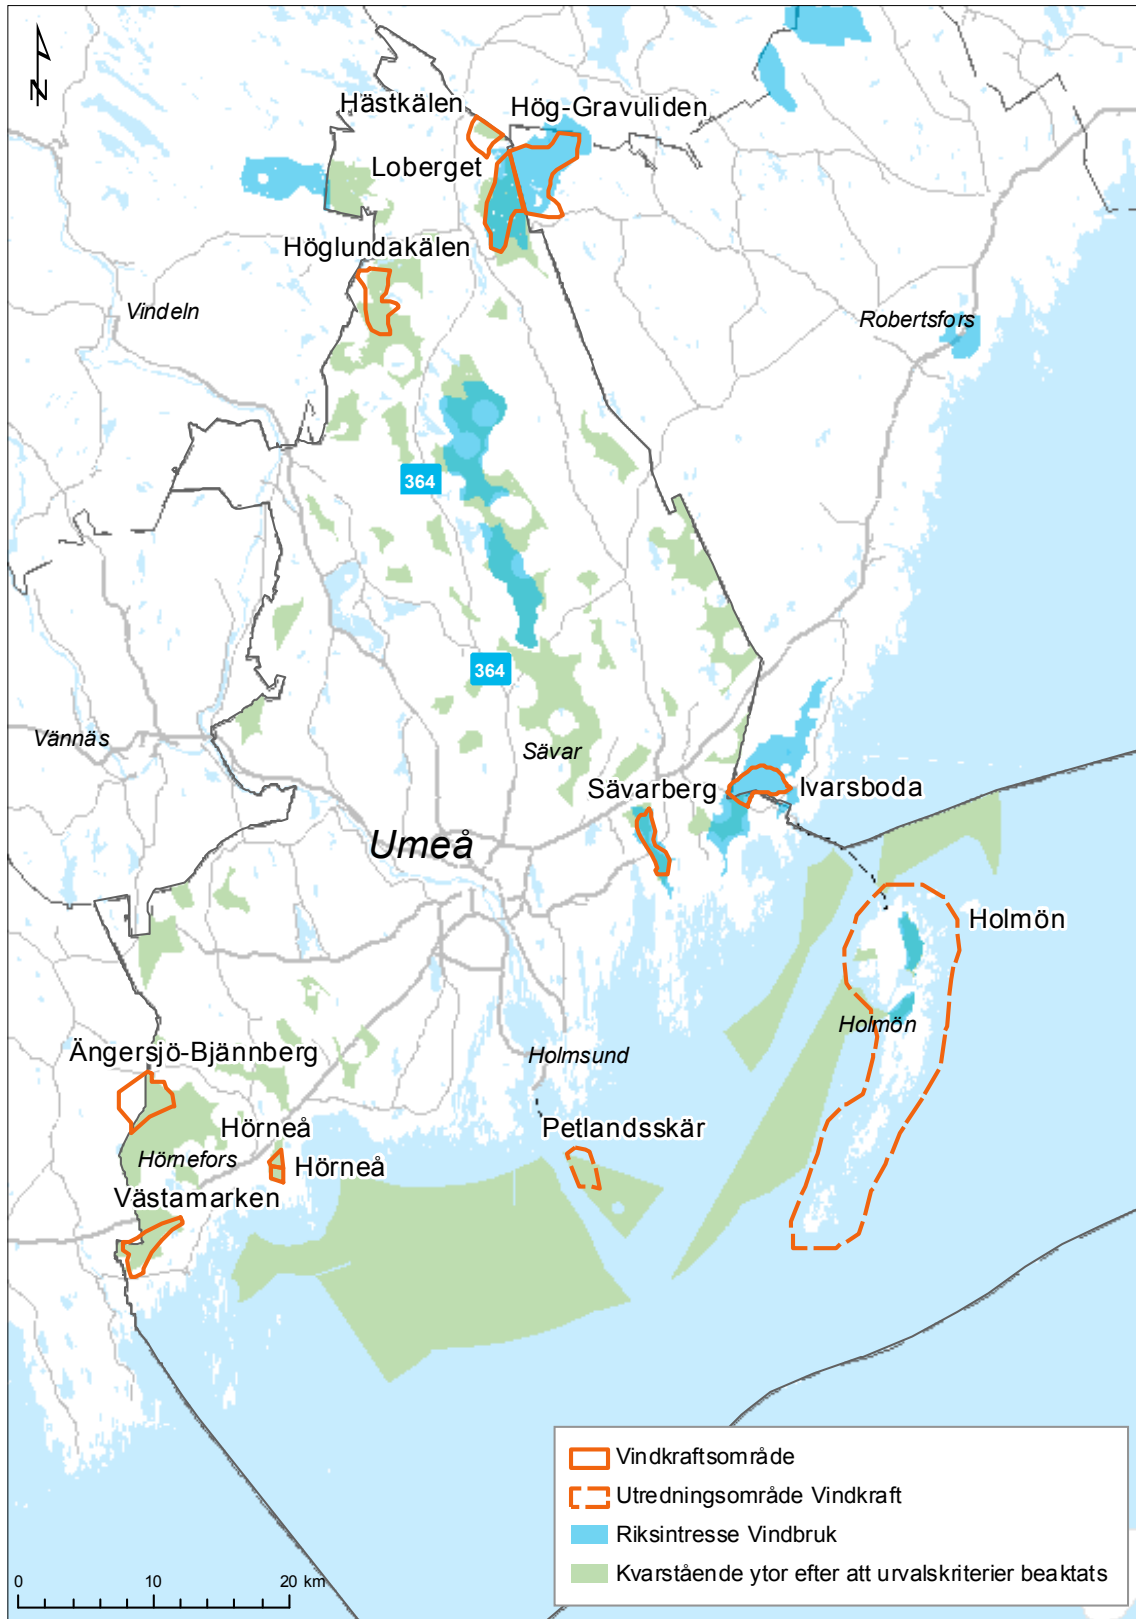 N
Hästkälen
Hög-Gravuliden
Loberget
Höglundakälen
Vindeln
Robertsfors
364
364
Vännäs
Sävar
Sävarberg
Ivarsboda
Umeå
Holmön
Holmön
Ängersjö-Bjännberg
Holmsund
Hörneå
Petlandsskär
Hörnefors
Hörneå
Västamarken
Vindkraftsområde
Utredningsområde Vindkraft
Riksintresse Vindbruk
Kvarstående ytor efter att urvalskriterier beaktats
0 10 20 km